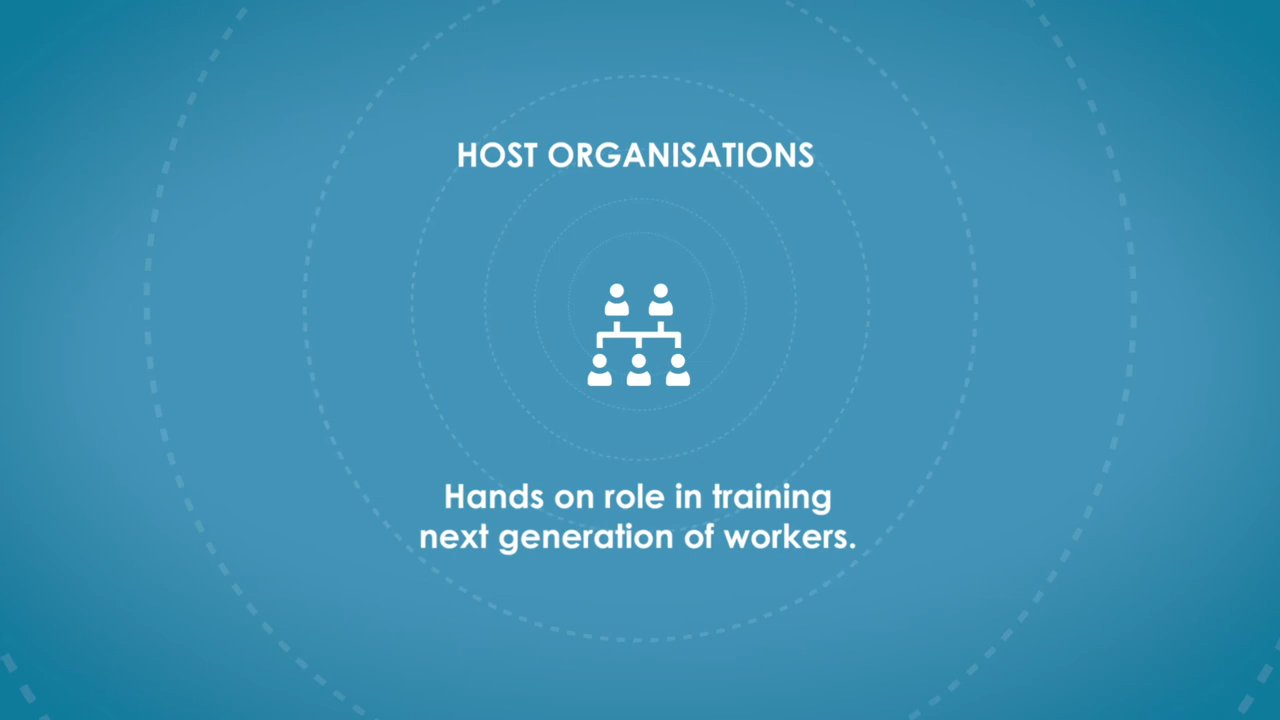 HOST ORGANISATIONS
Hands on role in training
next generation of workers.